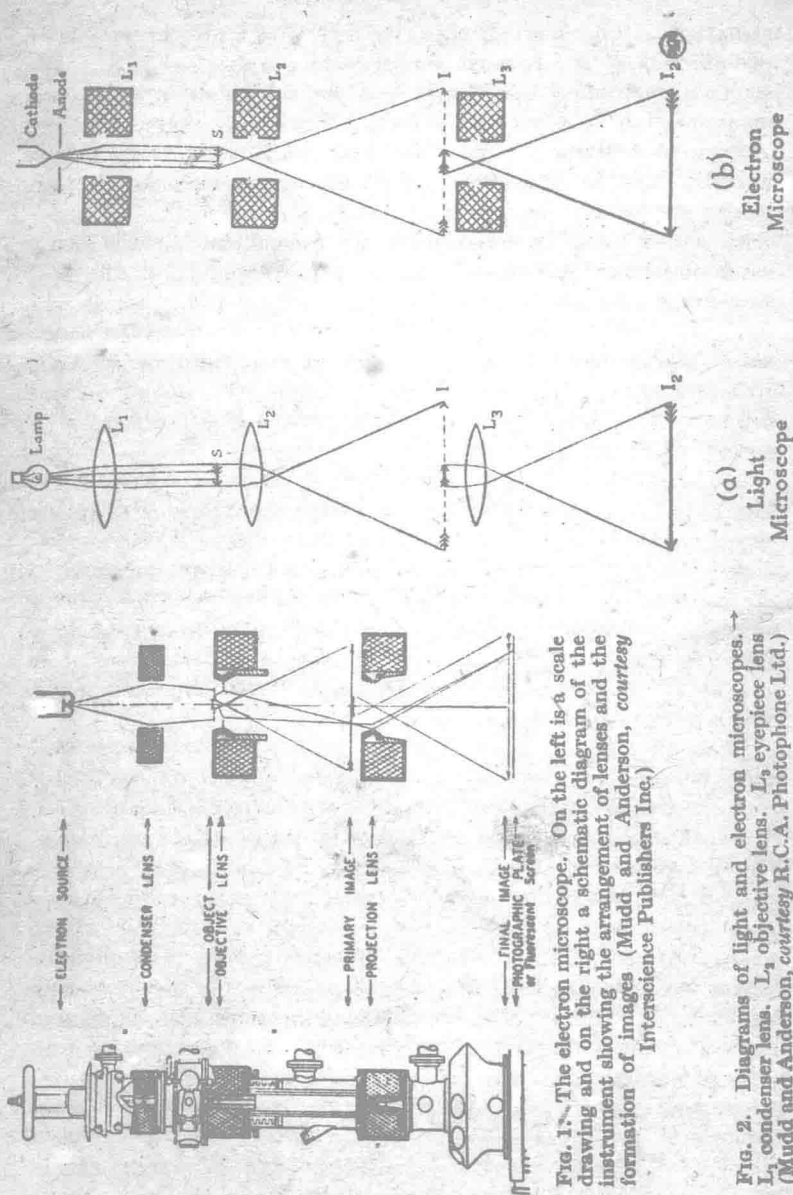 ← ELECTRON SOURCE →
← CONDENSER LENS →
← OBJECT →
← OBJECTIVE LENS →
← PRIMARY IMAGE →
← PROJECTION LENS →
← FINAL IMAGE →
← PHOTOGRAPHIC PLATE →
or Fluorescent Screen
FIG. 1. The electron microscope. On the left is a scale
drawing and on the right a schematic diagram of the
instrument showing the arrangement of lenses and the
formation of images (Mudd and Anderson, courtesy
Interscience Publishers Inc.)
FIG. 2. Diagrams of light and electron microscopes. →
L₁ condenser lens. L₂ objective lens. L₃ eyepiece lens
(Mudd and Anderson, courtesy R.C.A. Photophone Ltd.)
Lamp
L₁
S
L₂
I
L₃
I₂
(a)
Light
Microscope
Cathode
Anode
L₁
S
L₂
I
L₃
I₂
(b)
Electron
Microscope